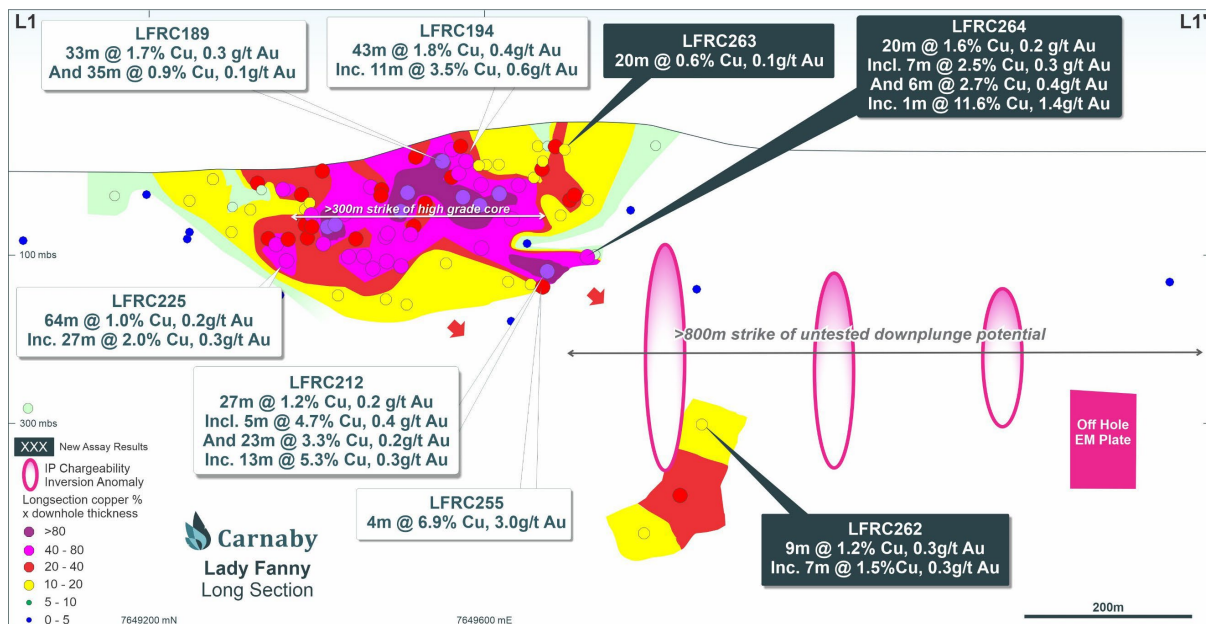 L1
L1'
LFRC189
33m @ 1.7% Cu, 0.3 g/t Au
And 35m @ 0.9% Cu, 0.1g/t Au
LFRC194
43m @ 1.8% Cu, 0.4g/t Au
Inc. 11m @ 3.5% Cu, 0.6g/t Au
LFRC263
20m @ 0.6% Cu, 0.1g/t Au
LFRC264
20m @ 1.6% Cu, 0.2 g/t Au
Incl. 7m @ 2.5% Cu, 0.3 g/t Au
And 6m @ 2.7% Cu, 0.4g/t Au
Inc. 1m @ 11.6% Cu, 1.4g/t Au
>300m strike of high grade core
100 mbs
LFRC225
64m @ 1.0% Cu, 0.2g/t Au
Inc. 27m @ 2.0% Cu, 0.3g/t Au
>800m strike of untested downplunge potential
LFRC212
27m @ 1.2% Cu, 0.2 g/t Au
Incl. 5m @ 4.7% Cu, 0.4 g/t Au
And 23m @ 3.3% Cu, 0.2g/t Au
Inc. 13m @ 5.3% Cu, 0.3g/t Au
Off Hole
EM Plate
300 mbs
XXX New Assay Results
IP Chargeability
Inversion Anomaly
Longsection copper %
x downhole thickness
>80
40 - 80
20 - 40
10 - 20
5 - 10
0 - 5
LFRC255
4m @ 6.9% Cu, 3.0g/t Au
Carnaby
Lady Fanny
Long Section
LFRC262
9m @ 1.2% Cu, 0.3g/t Au
Inc. 7m @ 1.5%Cu, 0.3g/t Au
7649200 mN
7649600 mE
200m